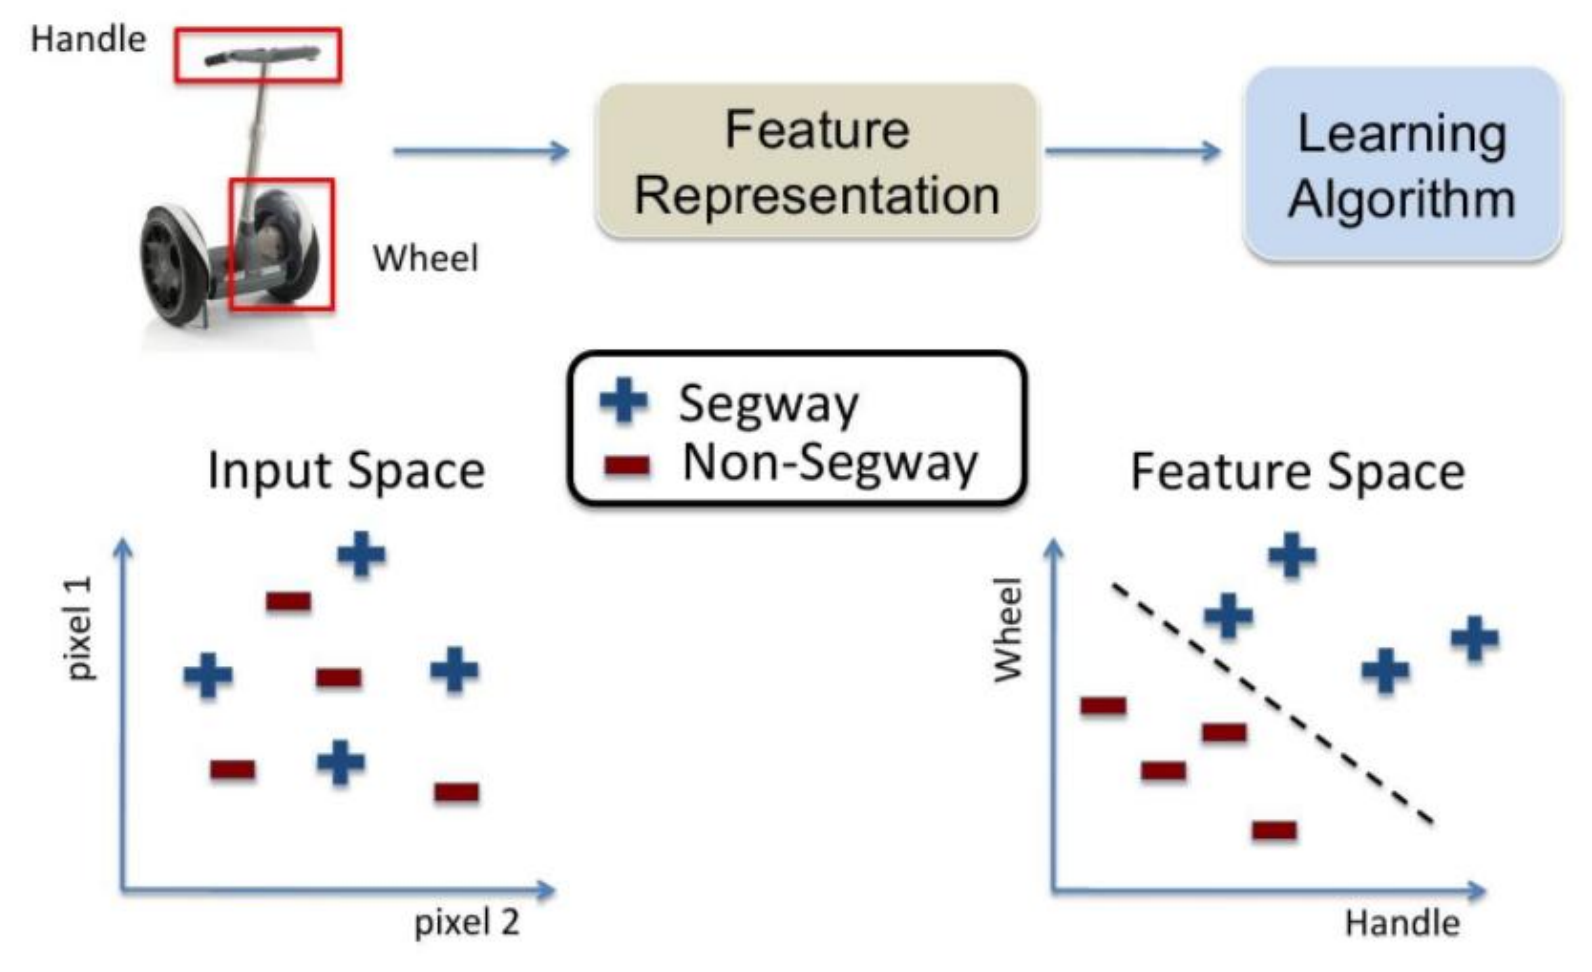 Handle
Feature
Representation
Learning
Algorithm
Wheel
Segway
Non-Segway
Input Space
Feature Space
pixel 1
pixel 2
Wheel
Handle